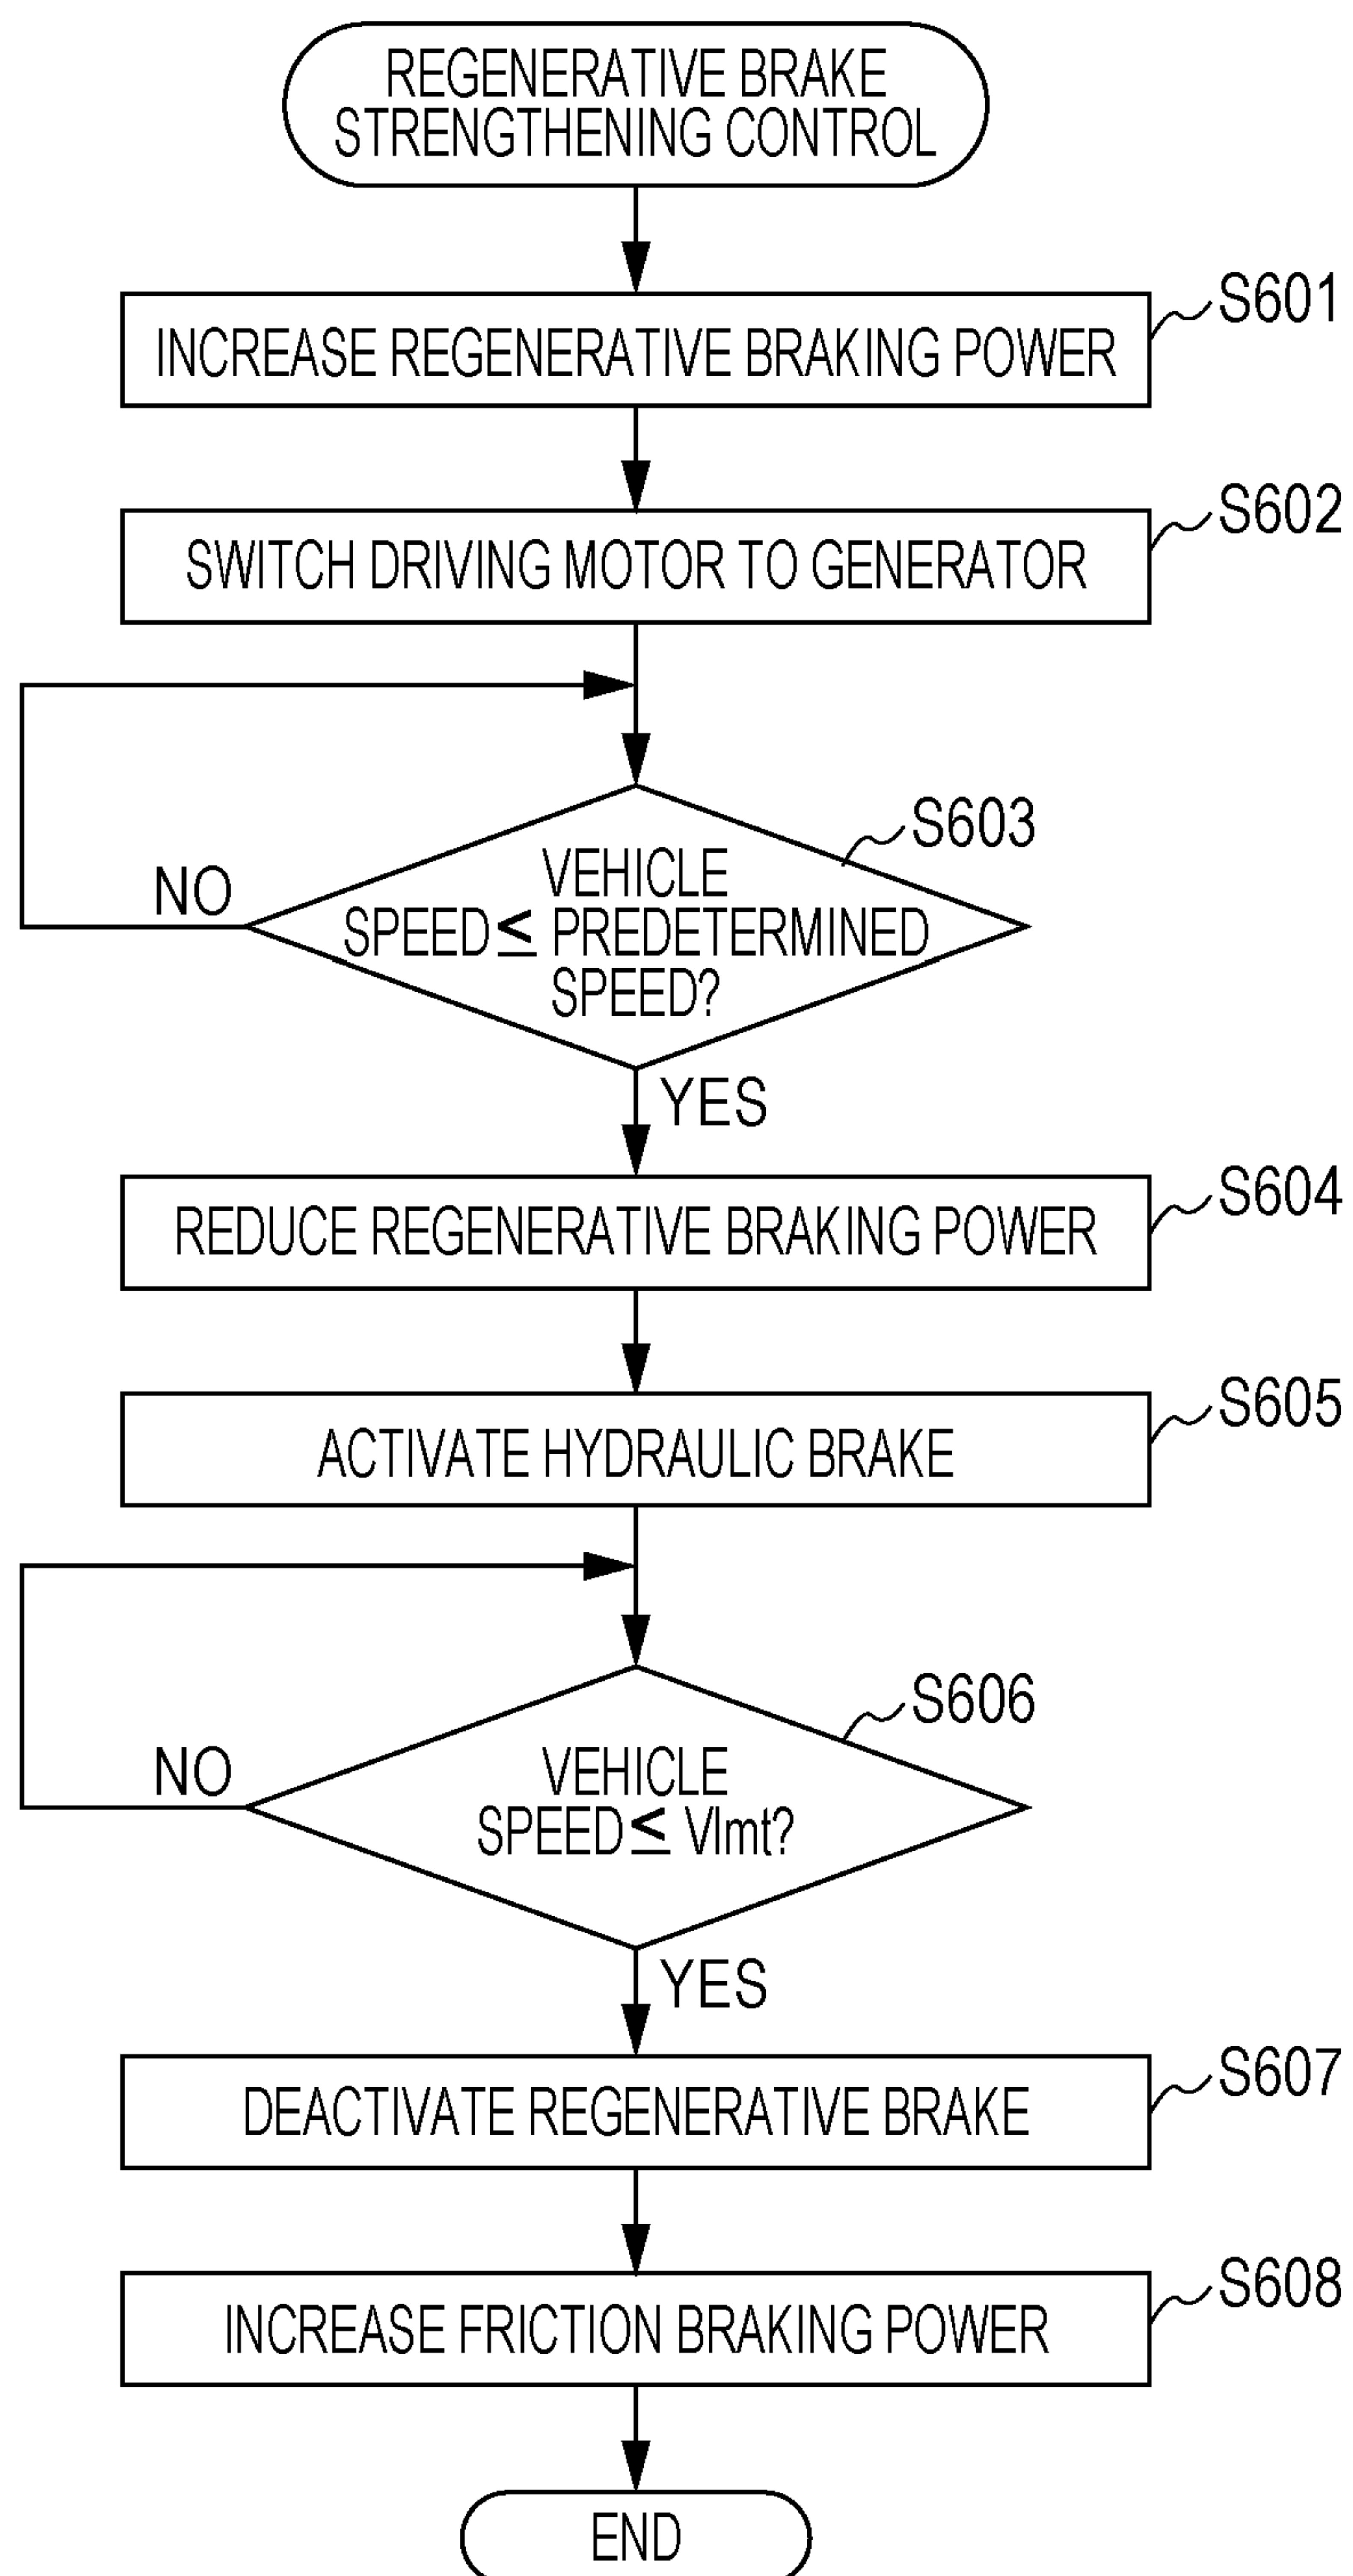 REGENERATIVE BRAKE
STRENGTHENING CONTROL
S601
INCREASE REGENERATIVE BRAKING POWER
S602
SWITCH DRIVING MOTOR TO GENERATOR
S603
VEHICLE
SPEED ≤ PREDETERMINED
SPEED?
NO
YES
S604
REDUCE REGENERATIVE BRAKING POWER
S605
ACTIVATE HYDRAULIC BRAKE
S606
VEHICLE
SPEED ≤ Vlmt?
NO
YES
S607
DEACTIVATE REGENERATIVE BRAKE
S608
INCREASE FRICTION BRAKING POWER
END